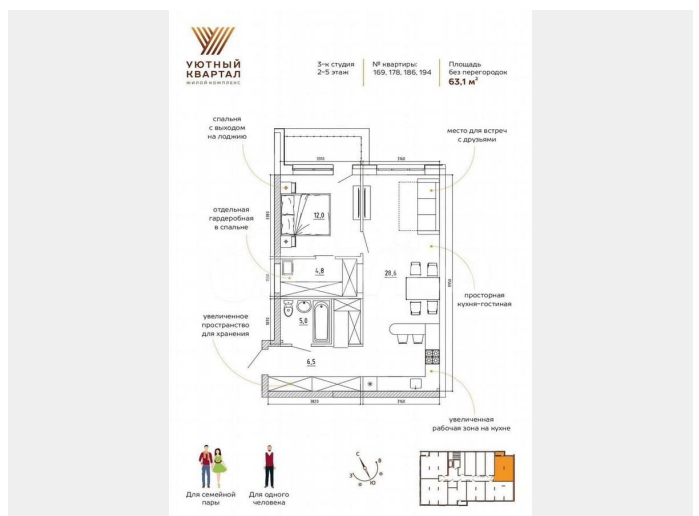 УЮТНЫЙ
КВАРТАЛ
ЖИЛОЙ КОМПЛЕКС
3-к студия
2-5 этаж
№ квартиры:
169, 178, 186, 194
Площадь
без перегородок
63,1 м²
спальня
с выходом
на лоджию
место для встреч
с друзьями
отдельная
гардеробная
в спальне
12,0
4,8
28,4
просторная
кухня-гостиная
увеличенное
пространство
для хранения
5,0
6,5
3160
увеличенная
рабочая зона на кухне
Для семейной
пары
Для одного
человека
С
В
З
Ю